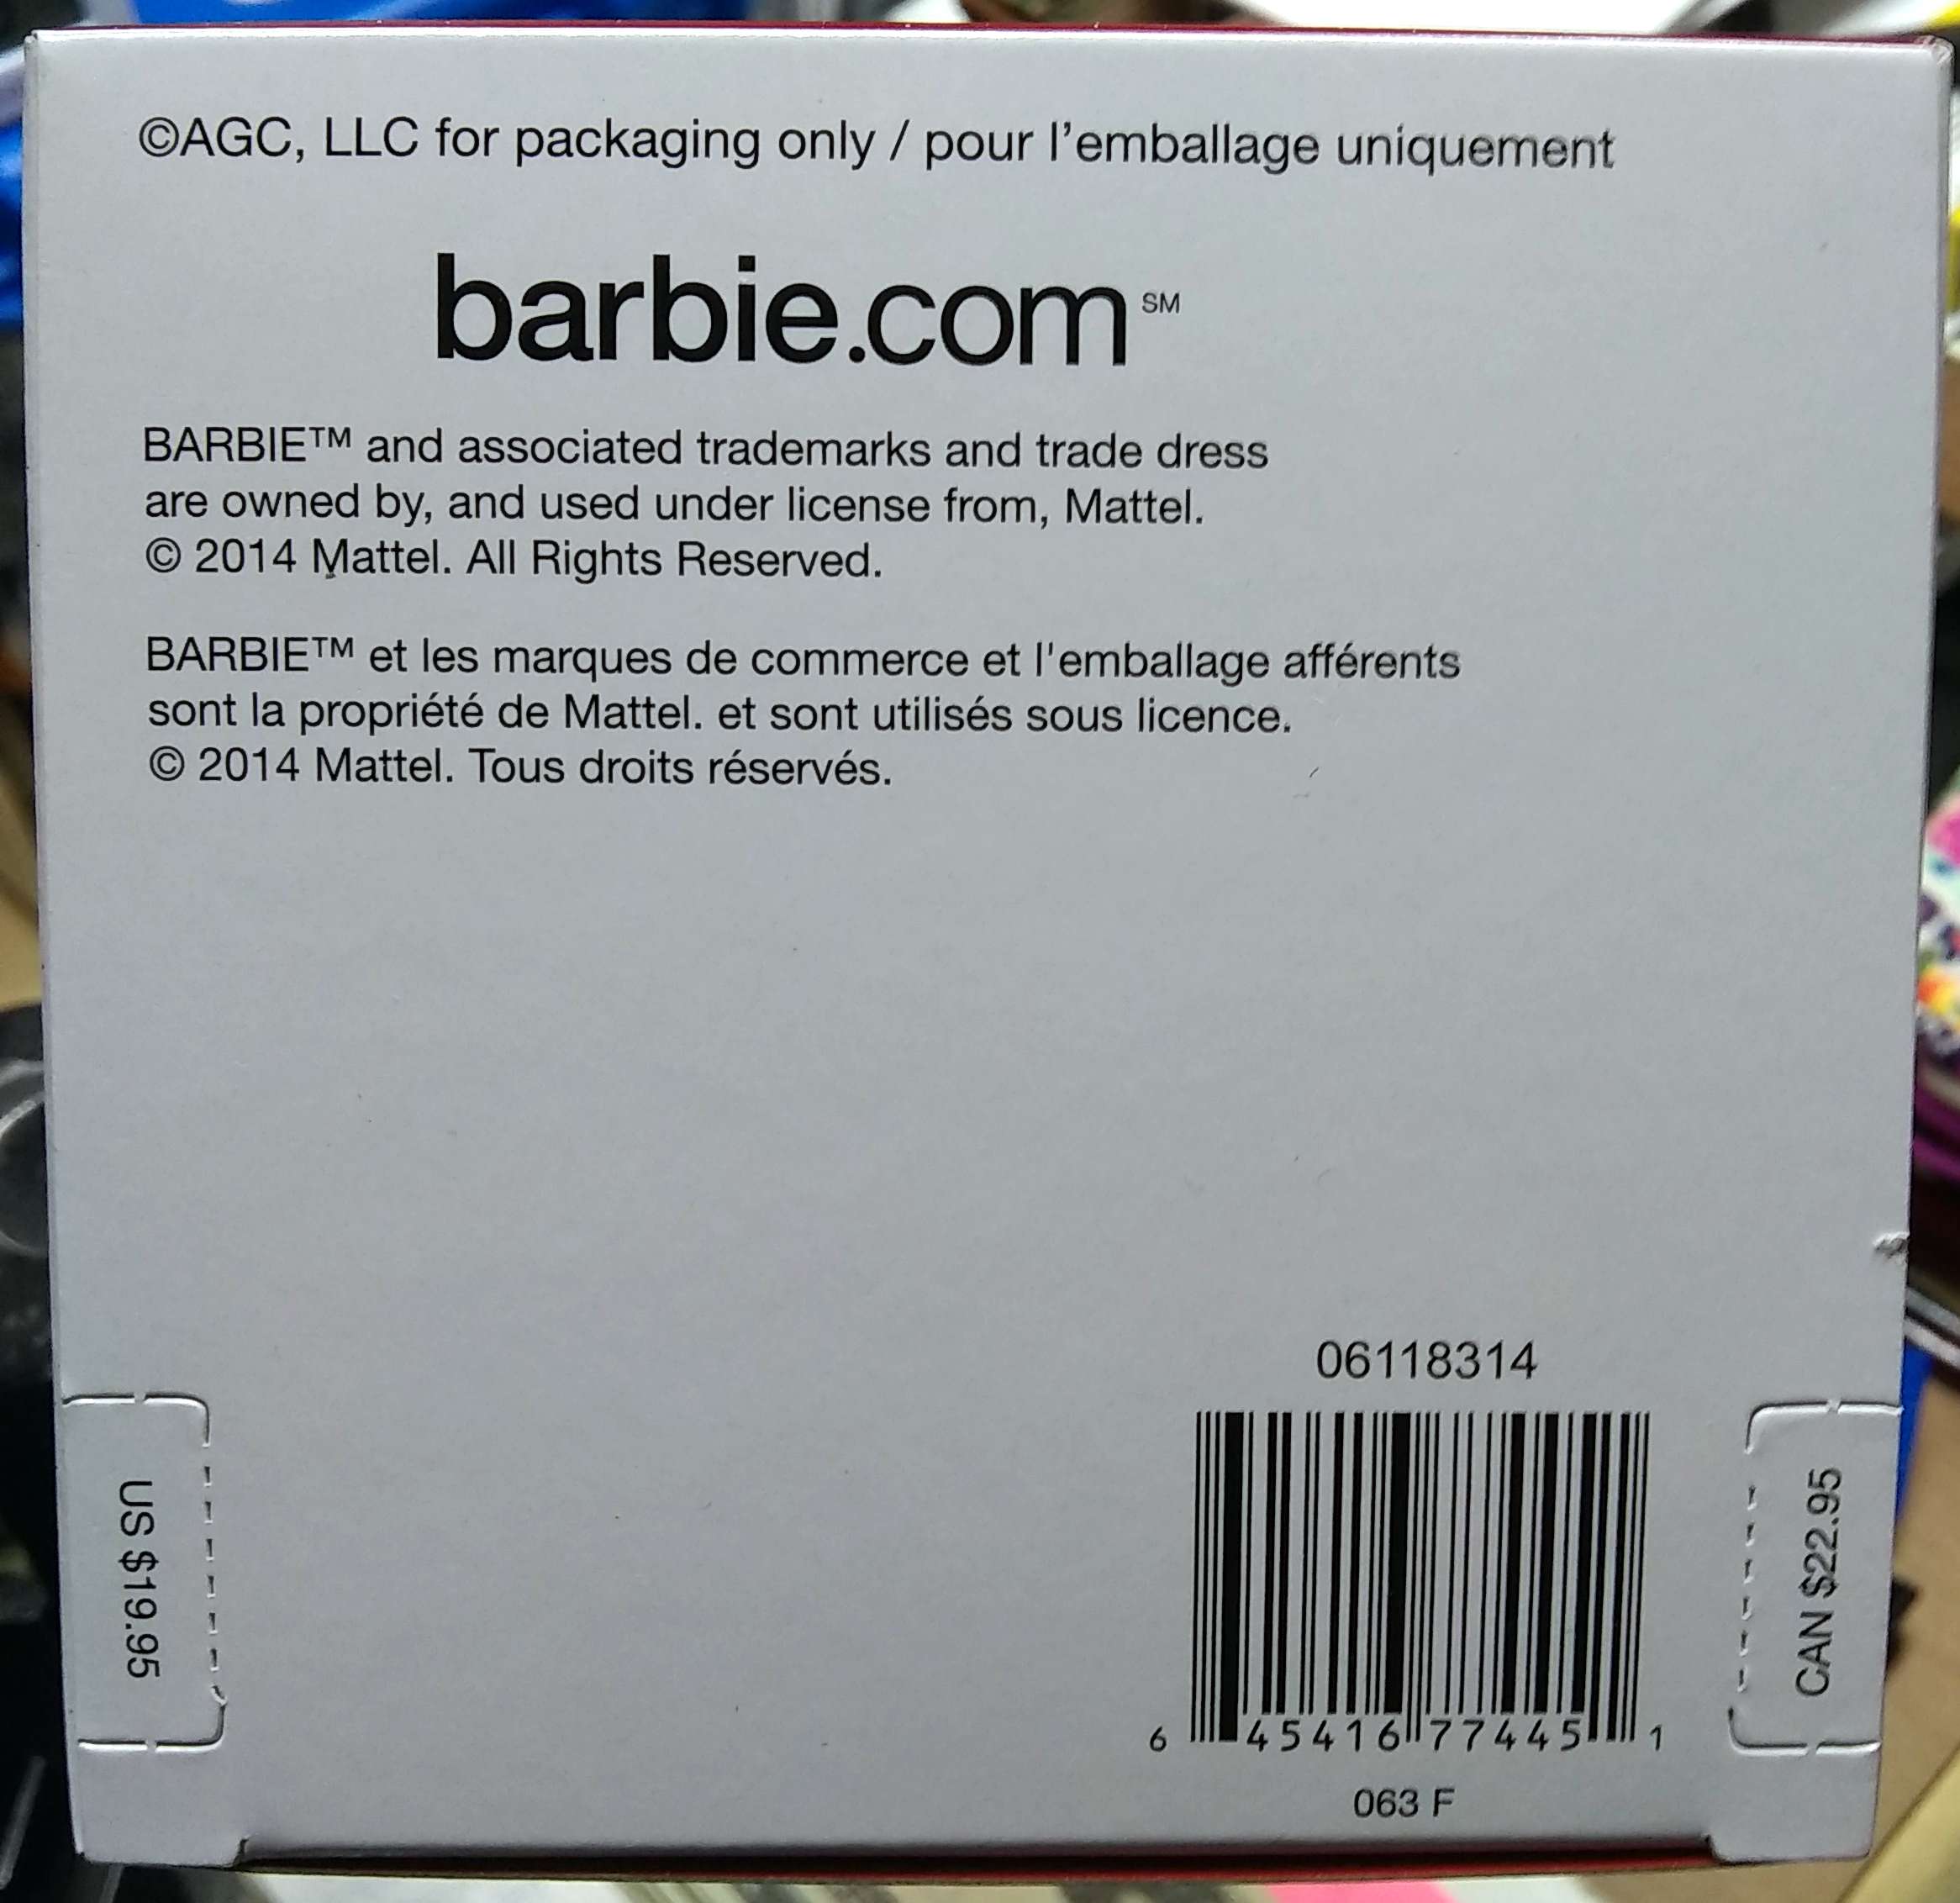 ©AGC, LLC for packaging only / pour l'emballage uniquement
barbie.com℠
BARBIE™ and associated trademarks and trade dress
are owned by, and used under license from, Mattel.
© 2014 Mattel. All Rights Reserved.
BARBIE™ et les marques de commerce et l'emballage afférents
sont la propriété de Mattel. et sont utilisés sous licence.
© 2014 Mattel. Tous droits réservés.
US $19.95
06118314
6 45416 77445 1
063 F
CAN $22.95